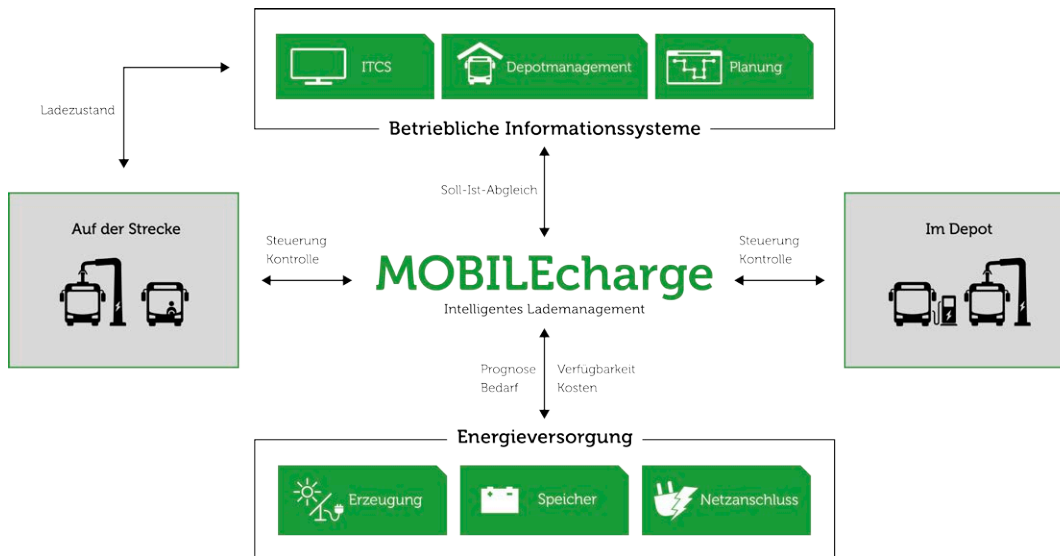 ITCS
Depotmanagement
Planung
Betriebliche Informationssysteme
Ladezustand
Soll-Ist-Abgleich
Auf der Strecke
Steuerung
Kontrolle
MOBILEcharge
Intelligentes Lademanagement
Steuerung
Kontrolle
Im Depot
Prognose
Bedarf
Verfügbarkeit
Kosten
Energieversorgung
Erzeugung
Speicher
Netzanschluss